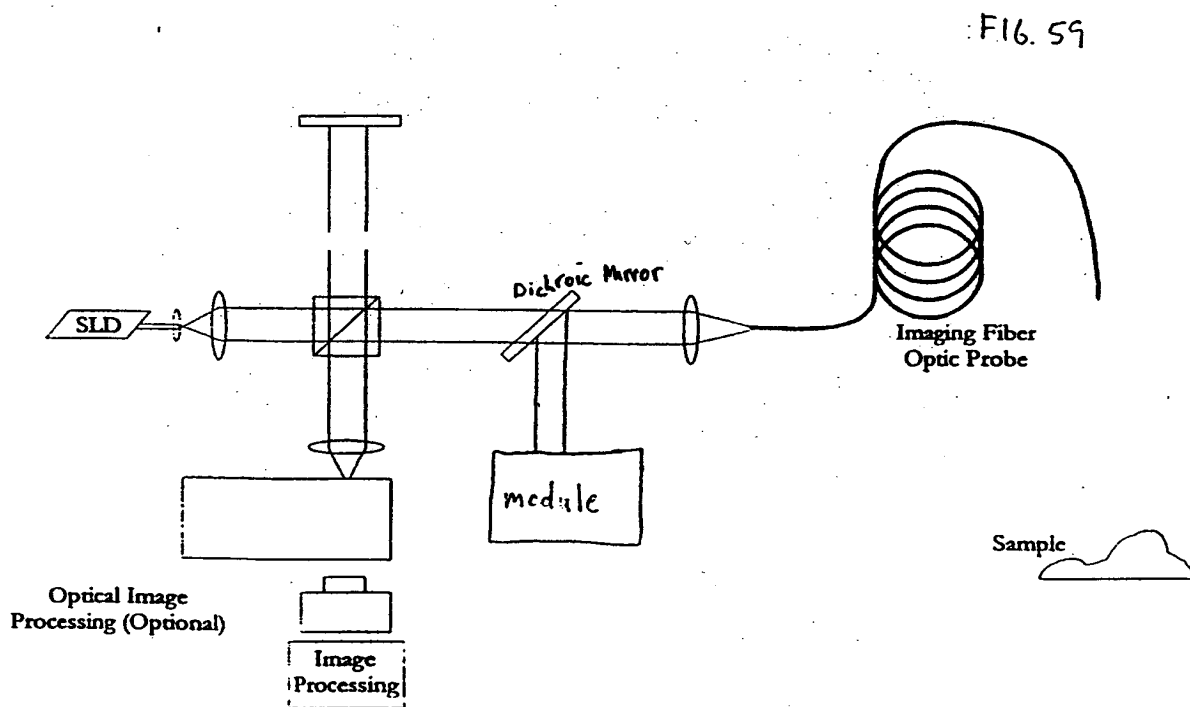 FIG. 59
Dichroic Mirror
SLD
Imaging Fiber
Optic Probe
module
Sample
Optical Image
Processing (Optional)
Image
Processing